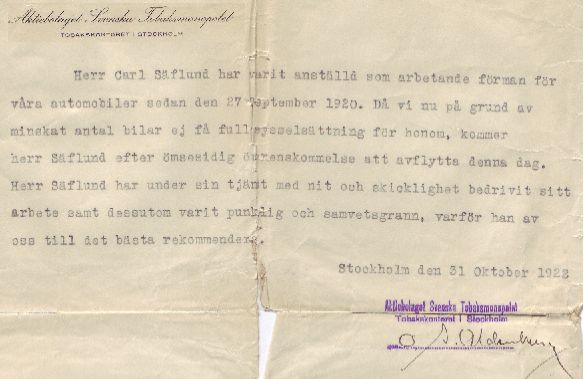 Aktiebolaget Svenska Tobaksmonopolet
TOBAKSKONTORET I STOCKHOLM
Herr Carl Säflund har varit anställd som arbetande förman för
våra automobiler sedan den 27 September 1920. Då vi nu på grund av
minskat antal bilar ej få full sysselsättning för honom, kommer
herr Säflund efter ömsesidig överenskommelse att avflytta denna dag.
Herr Säflund har under sin tjänst med nit och skicklighet bedrivit sitt
arbete samt dessutom varit punktlig och samvetsgrann, varför han av
oss till det bästa rekommenderas.
Stockholm den 31 Oktober 1922
Aktiebolaget Svenska Tobaksmonopolet
Tobakskontoret i Stockholm